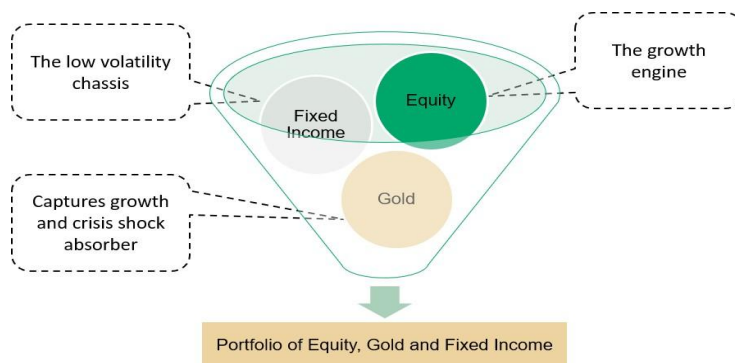 The low volatility
chassis
The growth
engine
Equity
Fixed
Income
Gold
Captures growth
and crisis shock
absorber
Portfolio of Equity, Gold and Fixed Income